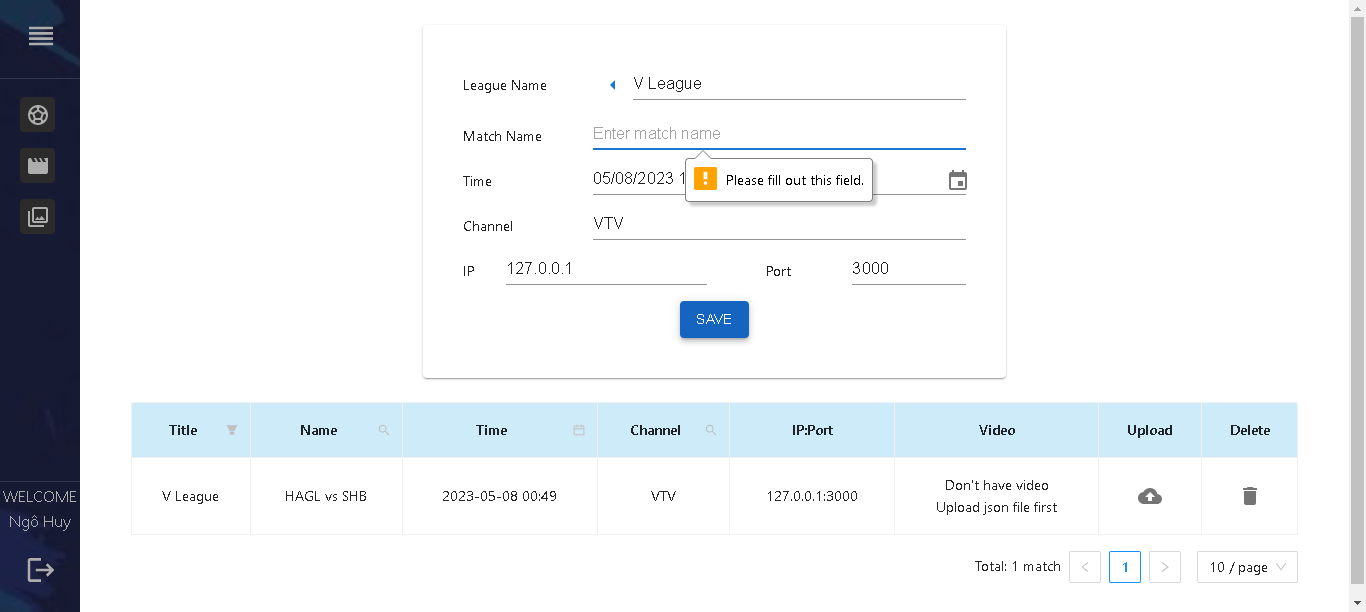 League Name
V League
Match Name
Enter match name
Time
05/08/2023 1
Please fill out this field.
Channel
VTV
IP
127.0.0.1
Port
3000
SAVE
Title
Name
Time
Channel
IP:Port
Video
Upload
Delete
V League
HAGL vs SHB
2023-05-08 00:49
VTV
127.0.0.1:3000
Don't have video
Upload json file first
WELCOME
Ngô Huy
Total: 1 match
<
1
>
10 / page